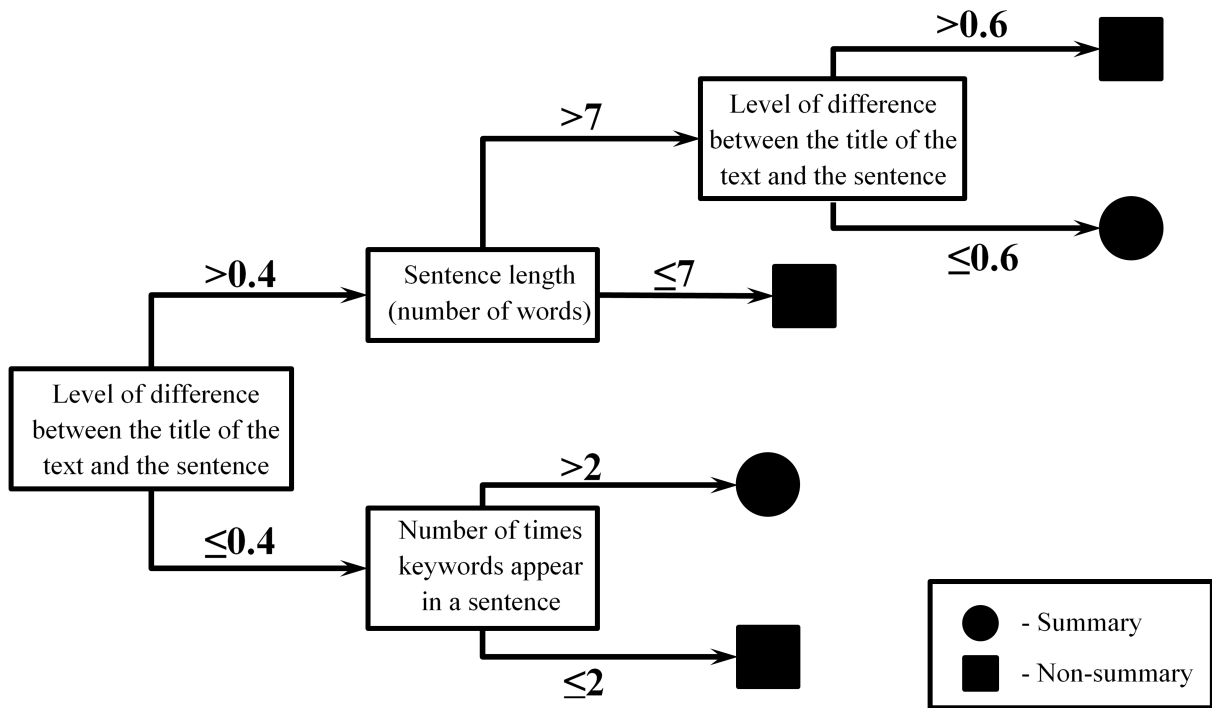 >0.6
Level of difference
between the title of the
text and the sentence
>7
≤0.6
>0.4
Sentence length
(number of words)
≤7
Level of difference
between the title of the
text and the sentence
>2
≤0.4
Number of times
keywords appear
in a sentence
≤2
- Summary
- Non-summary